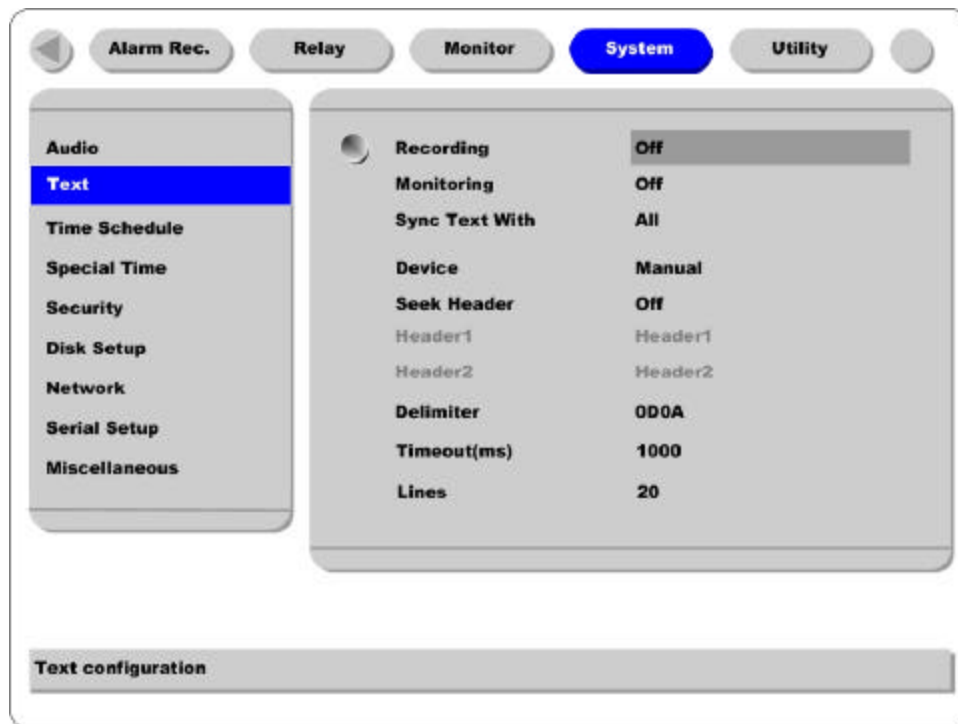 Alarm Rec. Relay Monitor System Utility
Audio
Text
Time Schedule
Special Time
Security
Disk Setup
Network
Serial Setup
Miscellaneous
Recording Off
Monitoring Off
Sync Text With All
Device Manual
Seek Header Off
Header1 Header1
Header2 Header2
Delimiter 0D0A
Timeout(ms) 1000
Lines 20
Text configuration